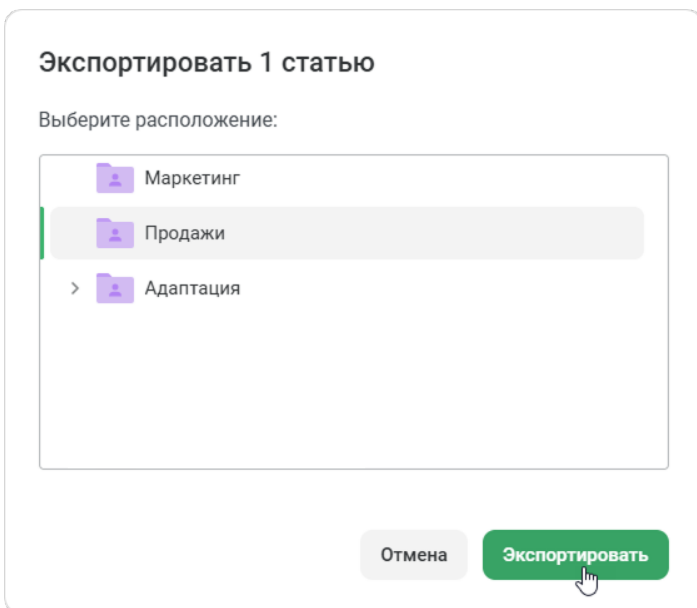 Экспортировать 1 статью
Выберите расположение:
Маркетинг
Продажи
Адаптация
Отмена
Экспортировать